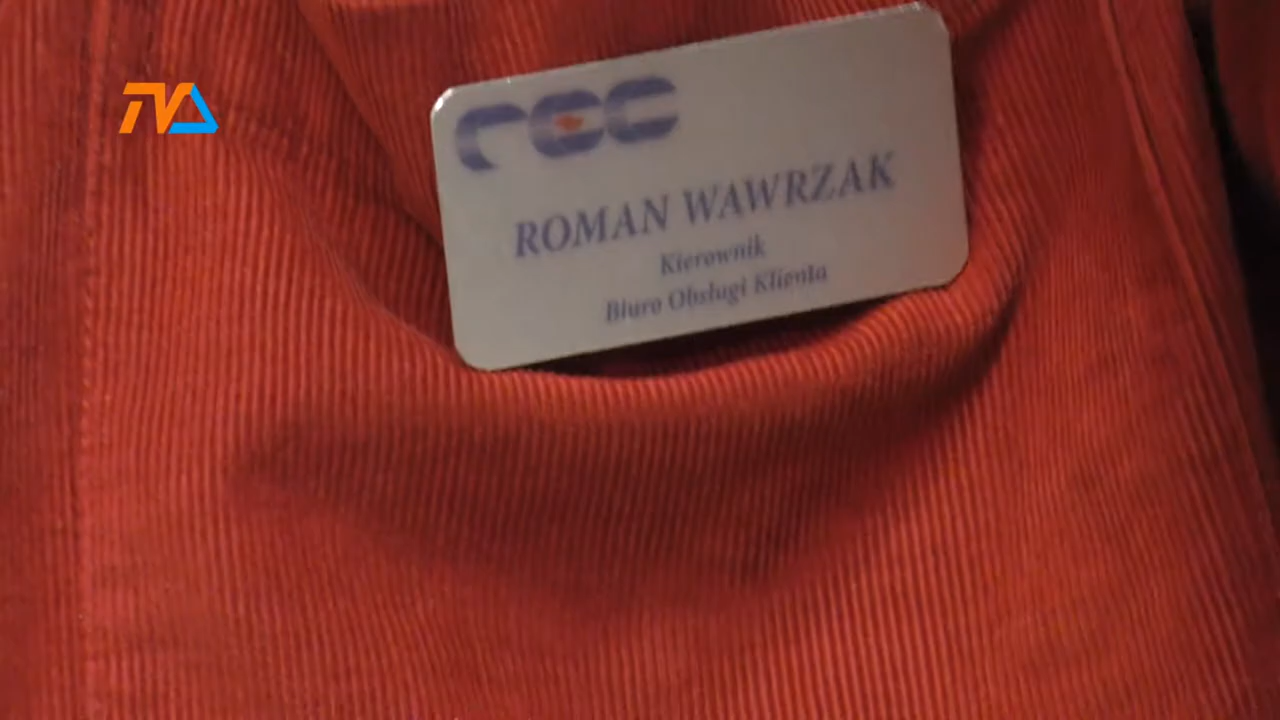 TVA
rec
ROMAN WAWRZAK
Kierownik
Biuro Obsługi Klienta